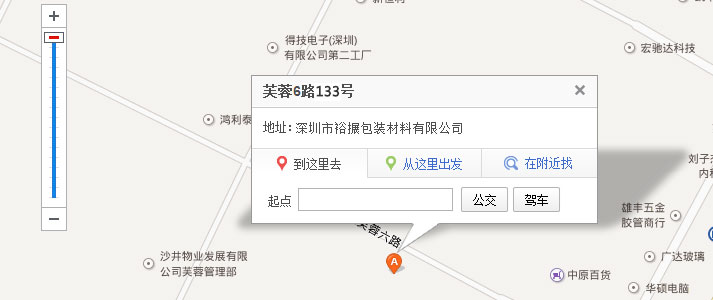 得技电子(深圳)
有限公司第二工厂
宏驰达科技
芙蓉6路133号
鸿利泰
地址:深圳市裕搌包装材料有限公司
到这里去
从这里出发
在附近找
起点
公交
驾车
雄丰五金
胶管商行
芙蓉六路
沙井物业发展有限
公司芙蓉管理部
A
中原百货
广达玻璃
华硕电脑